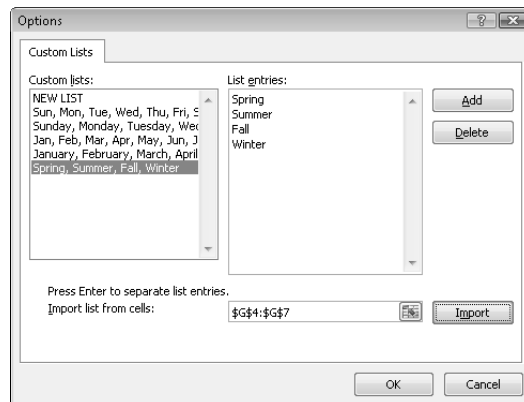 Options
Custom Lists
Custom lists:
NEW LIST
Sun, Mon, Tue, Wed, Thu, Fri, S
Sunday, Monday, Tuesday, Wed
Jan, Feb, Mar, Apr, May, Jun, J
January, February, March, April
Spring, Summer, Fall, Winter
List entries:
Spring
Summer
Fall
Winter
Add
Delete
Press Enter to separate list entries.
Import list from cells:
$G$4:$G$7
Import
OK
Cancel